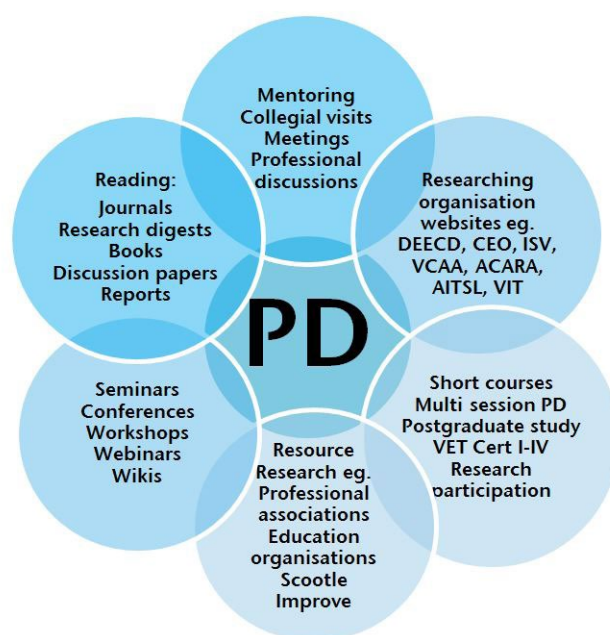 Mentoring
Collegial visits
Meetings
Professional
discussions
Researching
organisation
websites eg.
DEECD, CEO, ISV,
VCAA, ACARA,
AITSL, VIT
Short courses
Multi session PD
Postgraduate study
VET Cert I-IV
Research
participation
Resource
Research eg.
Professional
associations
Education
organisations
Scootle
Improve
Seminars
Conferences
Workshops
Webinars
Wikis
Reading:
Journals
Research digests
Books
Discussion papers
Reports
PD